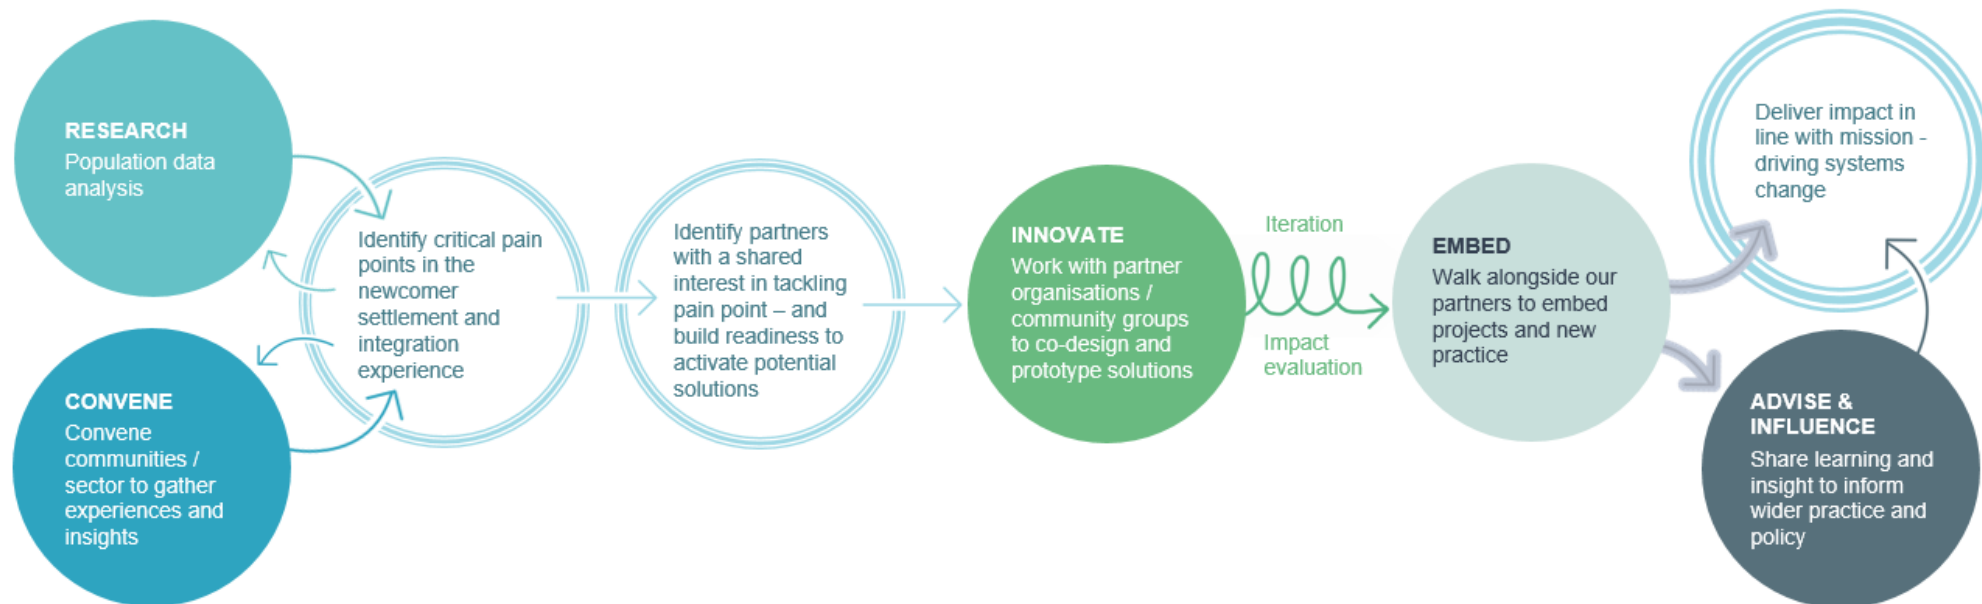 RESEARCH
Population data
analysis
CONVENE
Convene
communities /
sector to gather
experiences and
insights
Identify critical pain
points in the
newcomer
settlement and
integration
experience
Identify partners
with a shared
interest in tackling
pain point – and
build readiness to
activate potential
solutions
INNOVATE
Work with partner
organisations /
community groups
to co-design and
prototype solutions
Iteration
Impact
evaluation
EMBED
Walk alongside our
partners to embed
projects and new
practice
Deliver impact in
line with mission -
driving systems
change
ADVISE &
INFLUENCE
Share learning and
insight to inform
wider practice and
policy